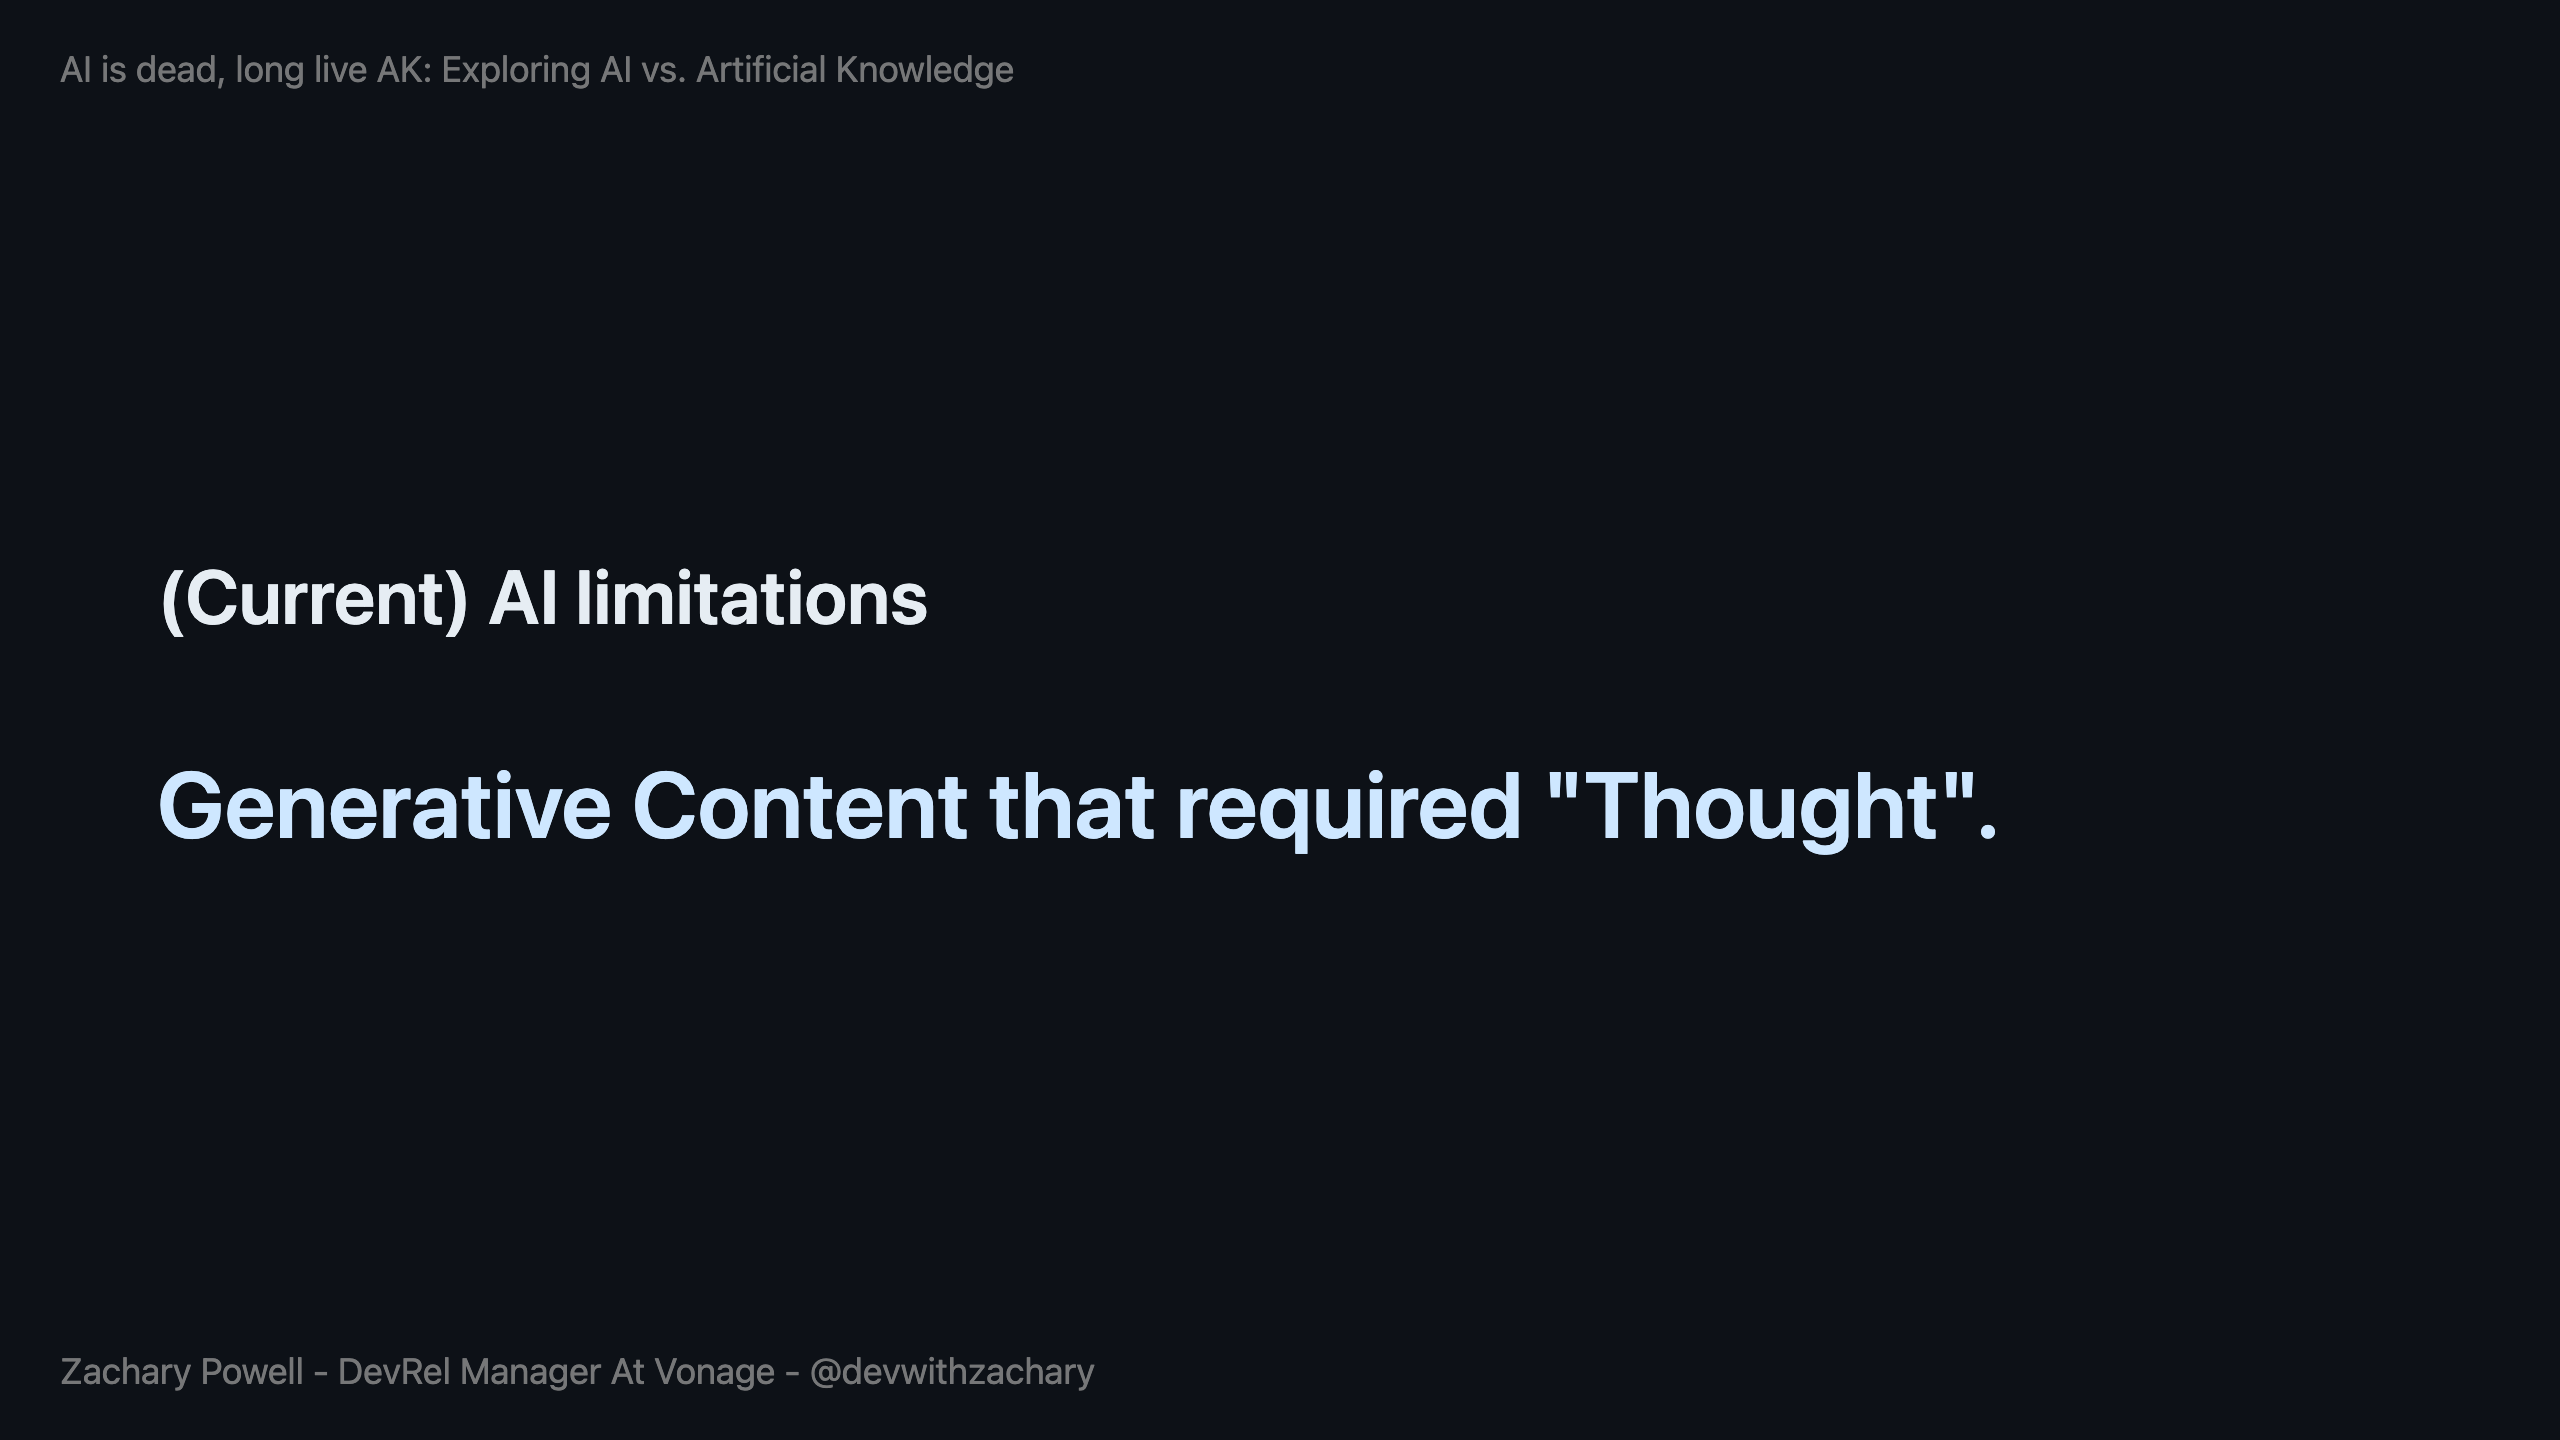 AI is dead, long live AK: Exploring AI vs. Artificial Knowledge
(Current) AI limitations
Generative Content that required "Thought".
Zachary Powell - DevRel Manager At Vonage - @devwithzachary